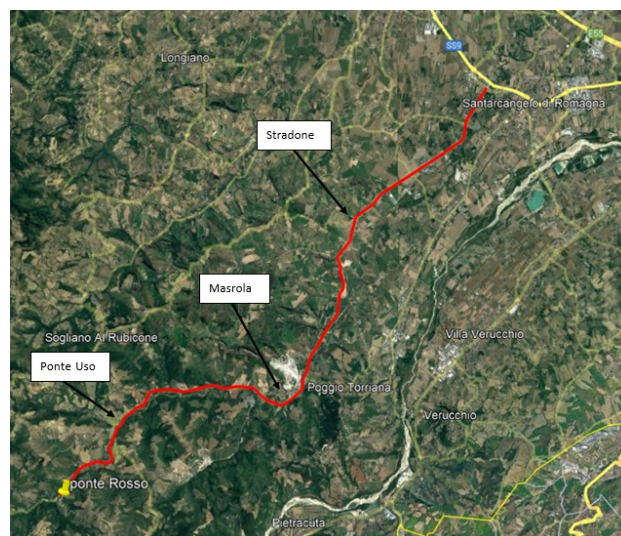 Longiano
SS9
E55
Santarcangelo di Romagna
Stradone
Masrola
Sogliano Al Rubicone
Villa Verucchio
Ponte Uso
Poggio Torriana
Verucchio
ponte Rosso
Pietracuta